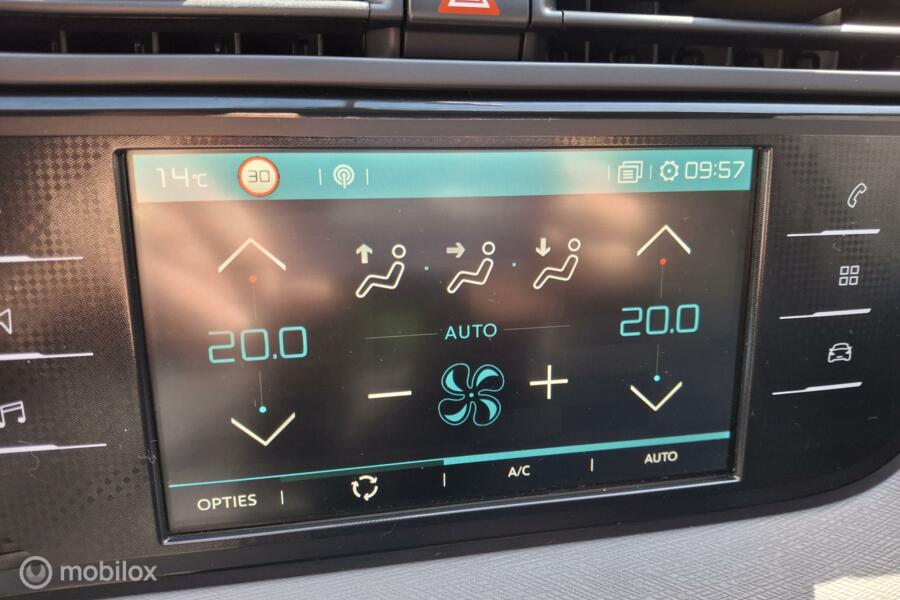 14°C 30 09:57
20.0 AUTO 20.0
OPTIES A/C AUTO
mobilox